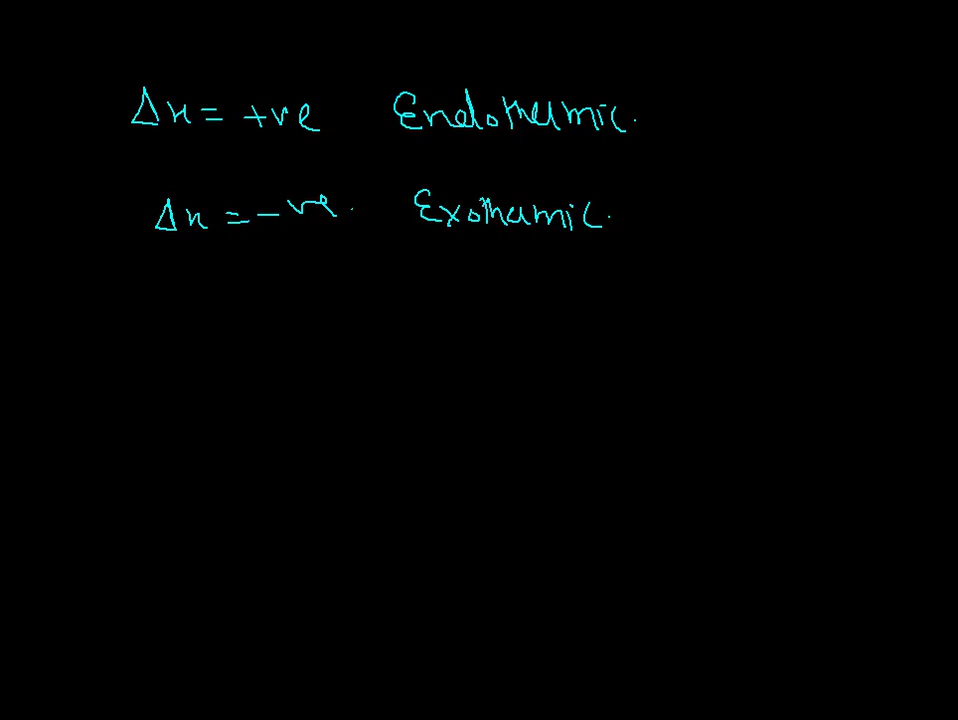 ΔH = +ve Endothermic.
ΔH = -ve. Exothermic.